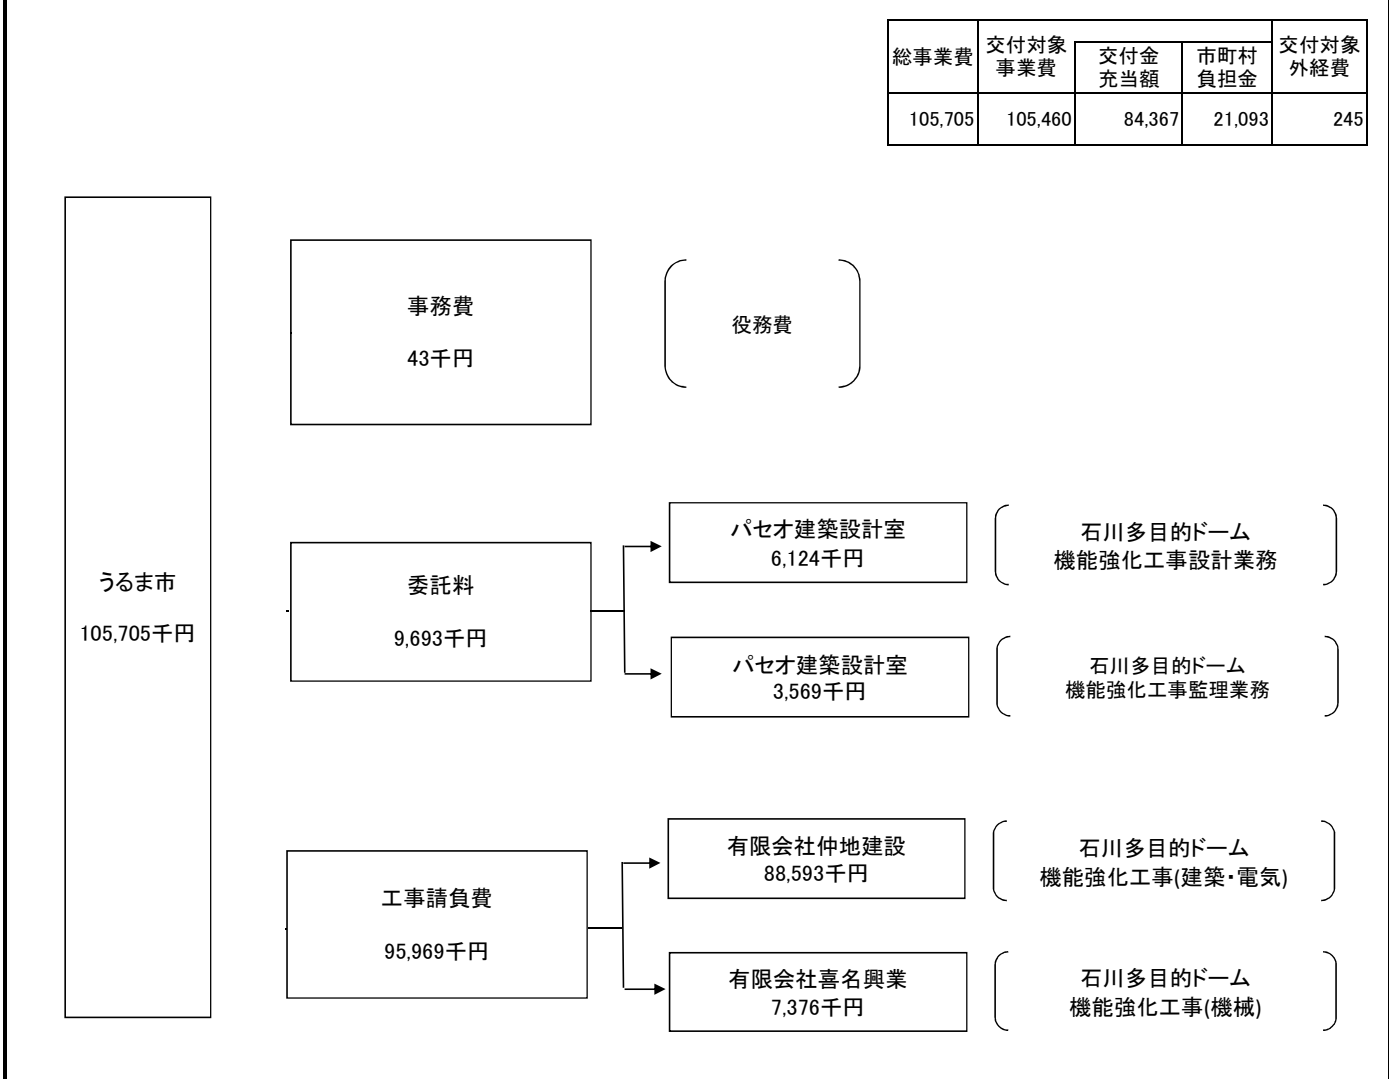 総事業費
交付対象
事業費
交付金
充当額
市町村
負担金
交付対象
外経費
105,705
105,460
84,367
21,093
245
うるま市
105,705千円
事務費
43千円
役務費
委託料
9,693千円
パセオ建築設計室
6,124千円
石川多目的ドーム
機能強化工事設計業務
パセオ建築設計室
3,569千円
石川多目的ドーム
機能強化工事監理業務
工事請負費
95,969千円
有限会社仲地建設
88,593千円
石川多目的ドーム
機能強化工事(建築・電気)
有限会社喜名興業
7,376千円
石川多目的ドーム
機能強化工事(機械)